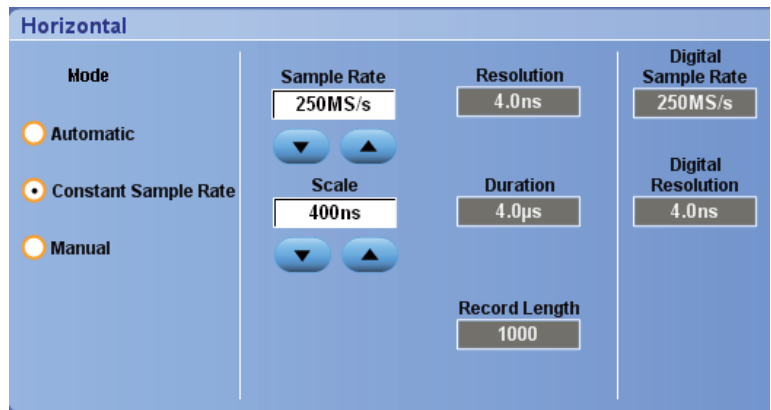 Horizontal
Mode
Automatic
Constant Sample Rate
Manual
Sample Rate
250MS/s
Scale
400ns
Resolution
4.0ns
Duration
4.0µs
Record Length
1000
Digital
Sample Rate
250MS/s
Digital
Resolution
4.0ns